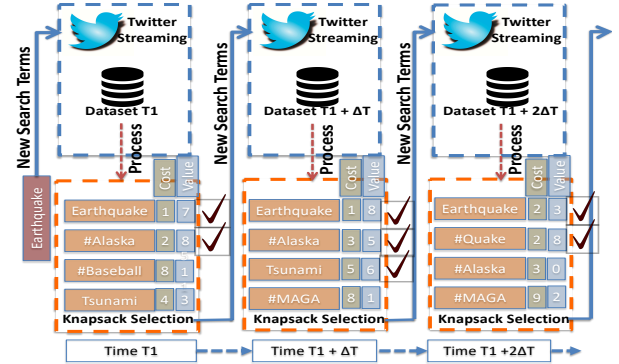 Twitter
Streaming
Dataset T1
New Search Terms
Process
Earthquake
Cost
Value
Earthquake 1 7
#Alaska 2 8
#Baseball 8 1
Tsunami 4 3
Knapsack Selection
Time T1
Twitter
Streaming
Dataset T1 + ΔT
New Search Terms
Process
Cost
Value
Earthquake 1 8
#Alaska 3 5
Tsunami 5 6
#MAGA 8 1
Knapsack Selection
Time T1 + ΔT
Twitter
Streaming
Dataset T1 + 2ΔT
New Search Terms
Process
Cost
Value
Earthquake 2 3
#Quake 2 8
#Alaska 3 0
#MAGA 9 2
Knapsack Selection
Time T1 +2ΔT